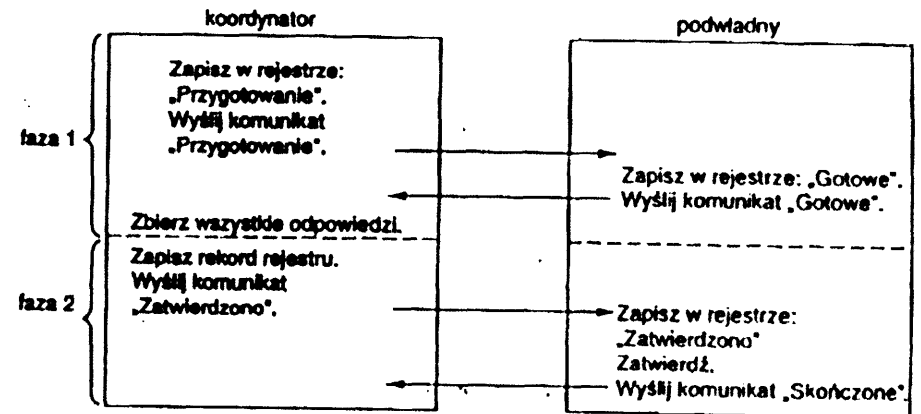 koordynator
podwładny
faza 1
Zapisz w rejestrze:
„Przygotowanie".
Wyślij komunikat
„Przygotowanie".
Zapisz w rejestrze: „Gotowe".
Wyślij komunikat „Gotowe".
Zbierz wszystkie odpowiedzi.
faza 2
Zapisz rekord rejestru.
Wyślij komunikat
„Zatwierdzono".
Zapisz w rejestrze:
„Zatwierdzono"
Zatwierdź.
Wyślij komunikat „Skończone".